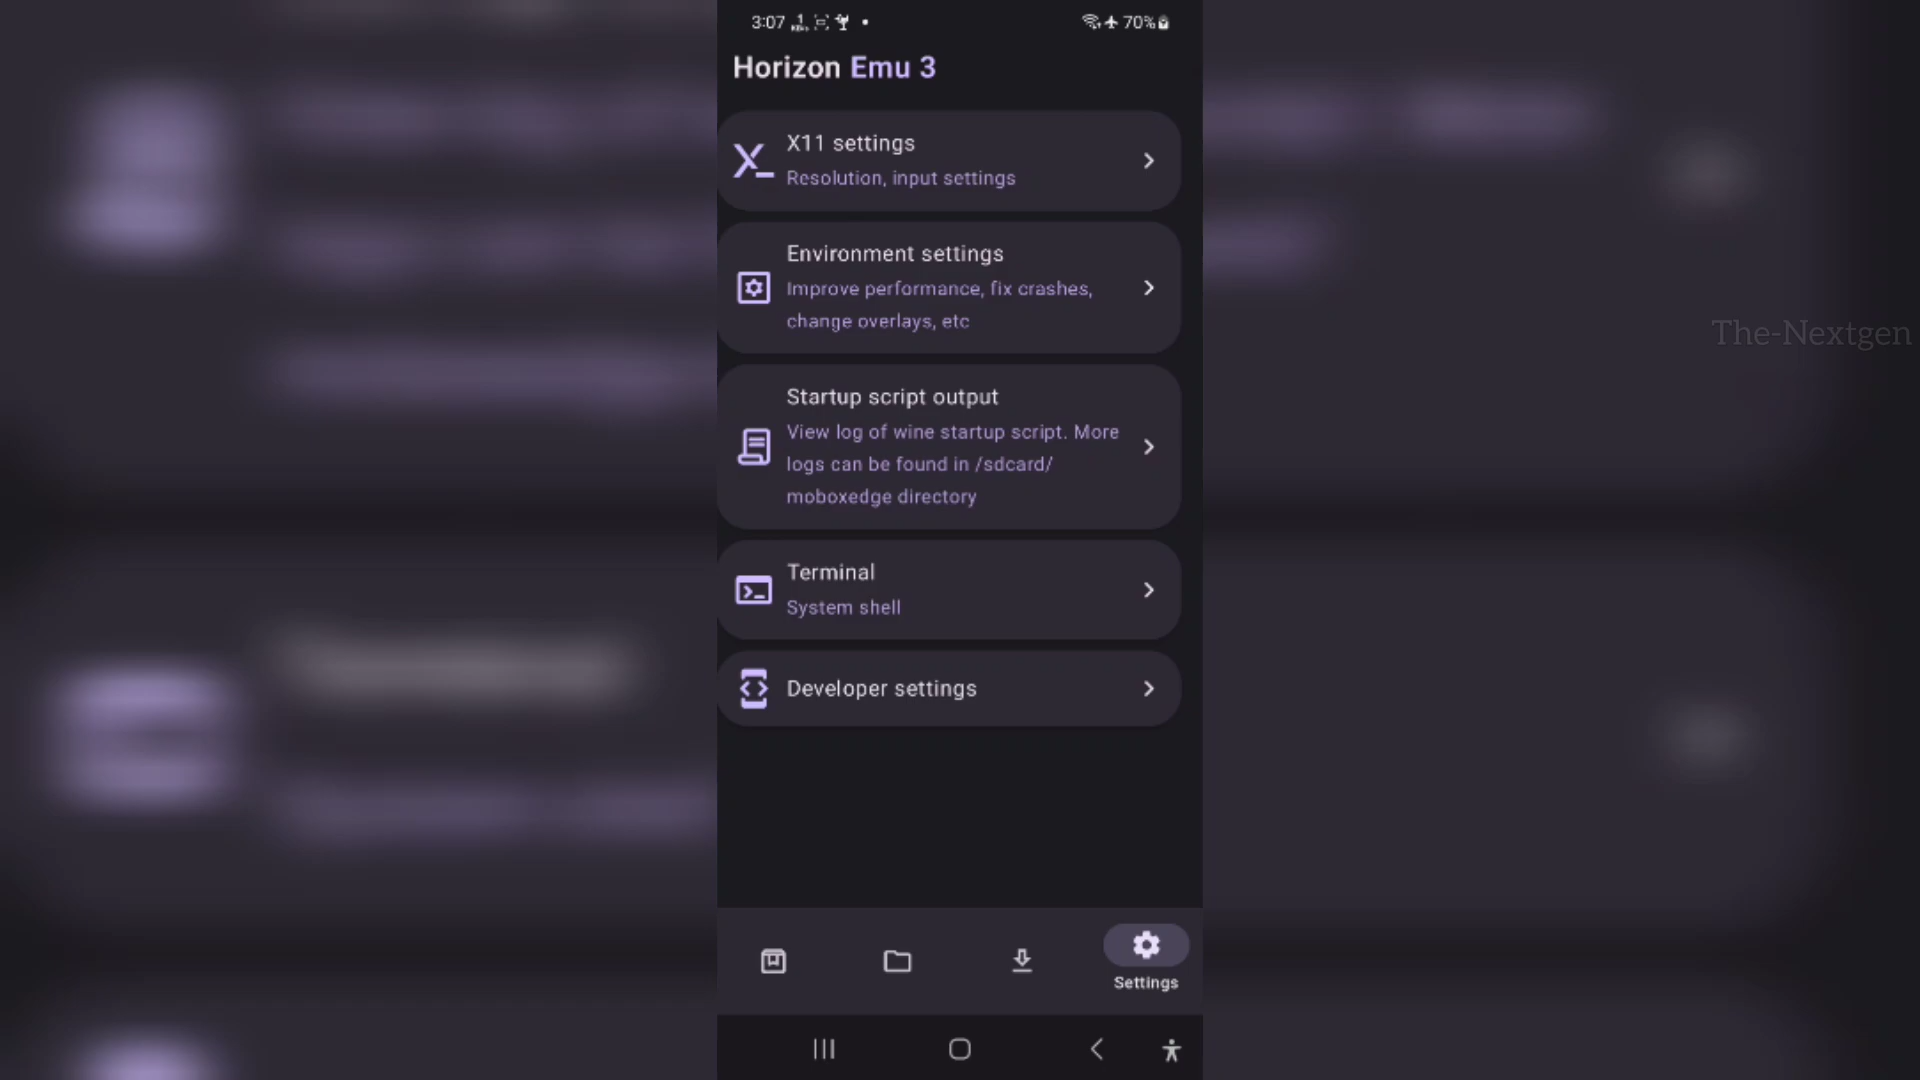 3:07
70%
Horizon Emu 3
X11 settings
Resolution, input settings
Environment settings
Improve performance, fix crashes,
change overlays, etc
The-Nextgen
Startup script output
View log of wine startup script. More
logs can be found in /sdcard/
moboxedge directory
Terminal
System shell
Developer settings
Settings